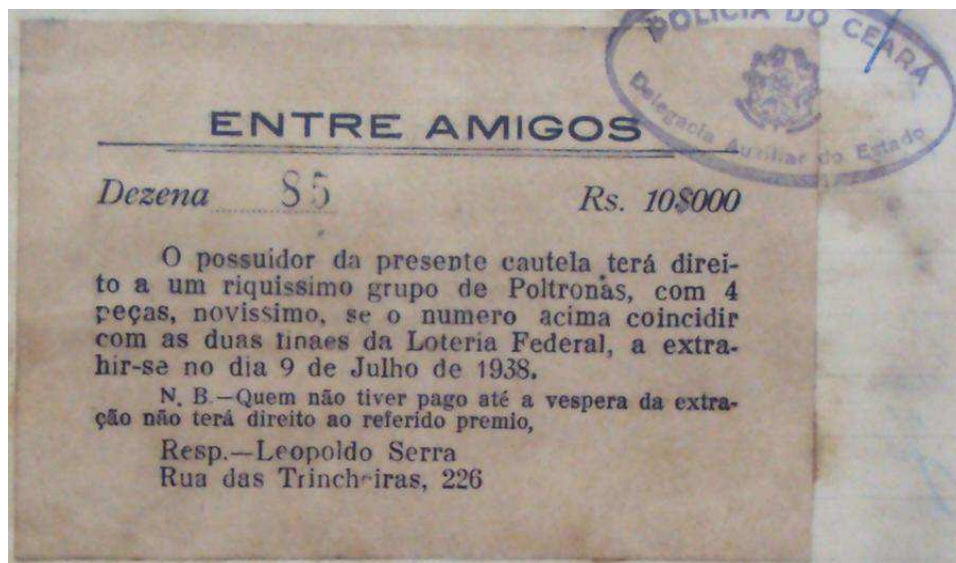 POLICIA DO CEARÁ
Delegacia Auxiliar do Estado
ENTRE AMIGOS
Dezena 85 Rs. 10$000
O possuidor da presente cautela terá direi-
to a um riquissimo grupo de Poltronas, com 4
peças, novissimo, se o numero acima coincidir
com as duas finaes da Loteria Federal, a extra-
hir-se no dia 9 de Julho de 1938.
N. B.—Quem não tiver pago até a vespera da extra-
ção não terá direito ao referido premio,
Resp.—Leopoldo Serra
Rua das Trincheiras, 226